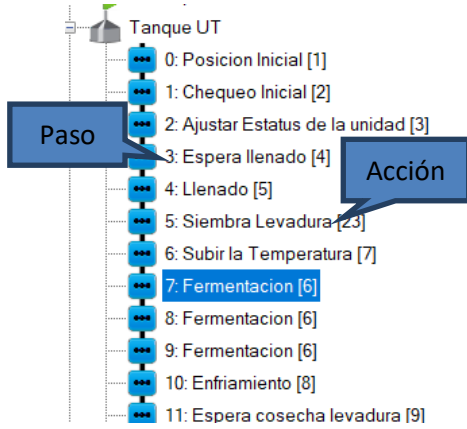 Tanque UT
0: Posicion Inicial [1]
1: Chequeo Inicial [2]
2: Ajustar Estatus de la unidad [3]
Paso
3: Espera llenado [4]
Acción
4: Llenado [5]
5: Siembra Levadura [23]
6: Subir la Temperatura [7]
7: Fermentacion [6]
8: Fermentacion [6]
9: Fermentacion [6]
10: Enfriamiento [8]
11: Espera cosecha levadura [9]